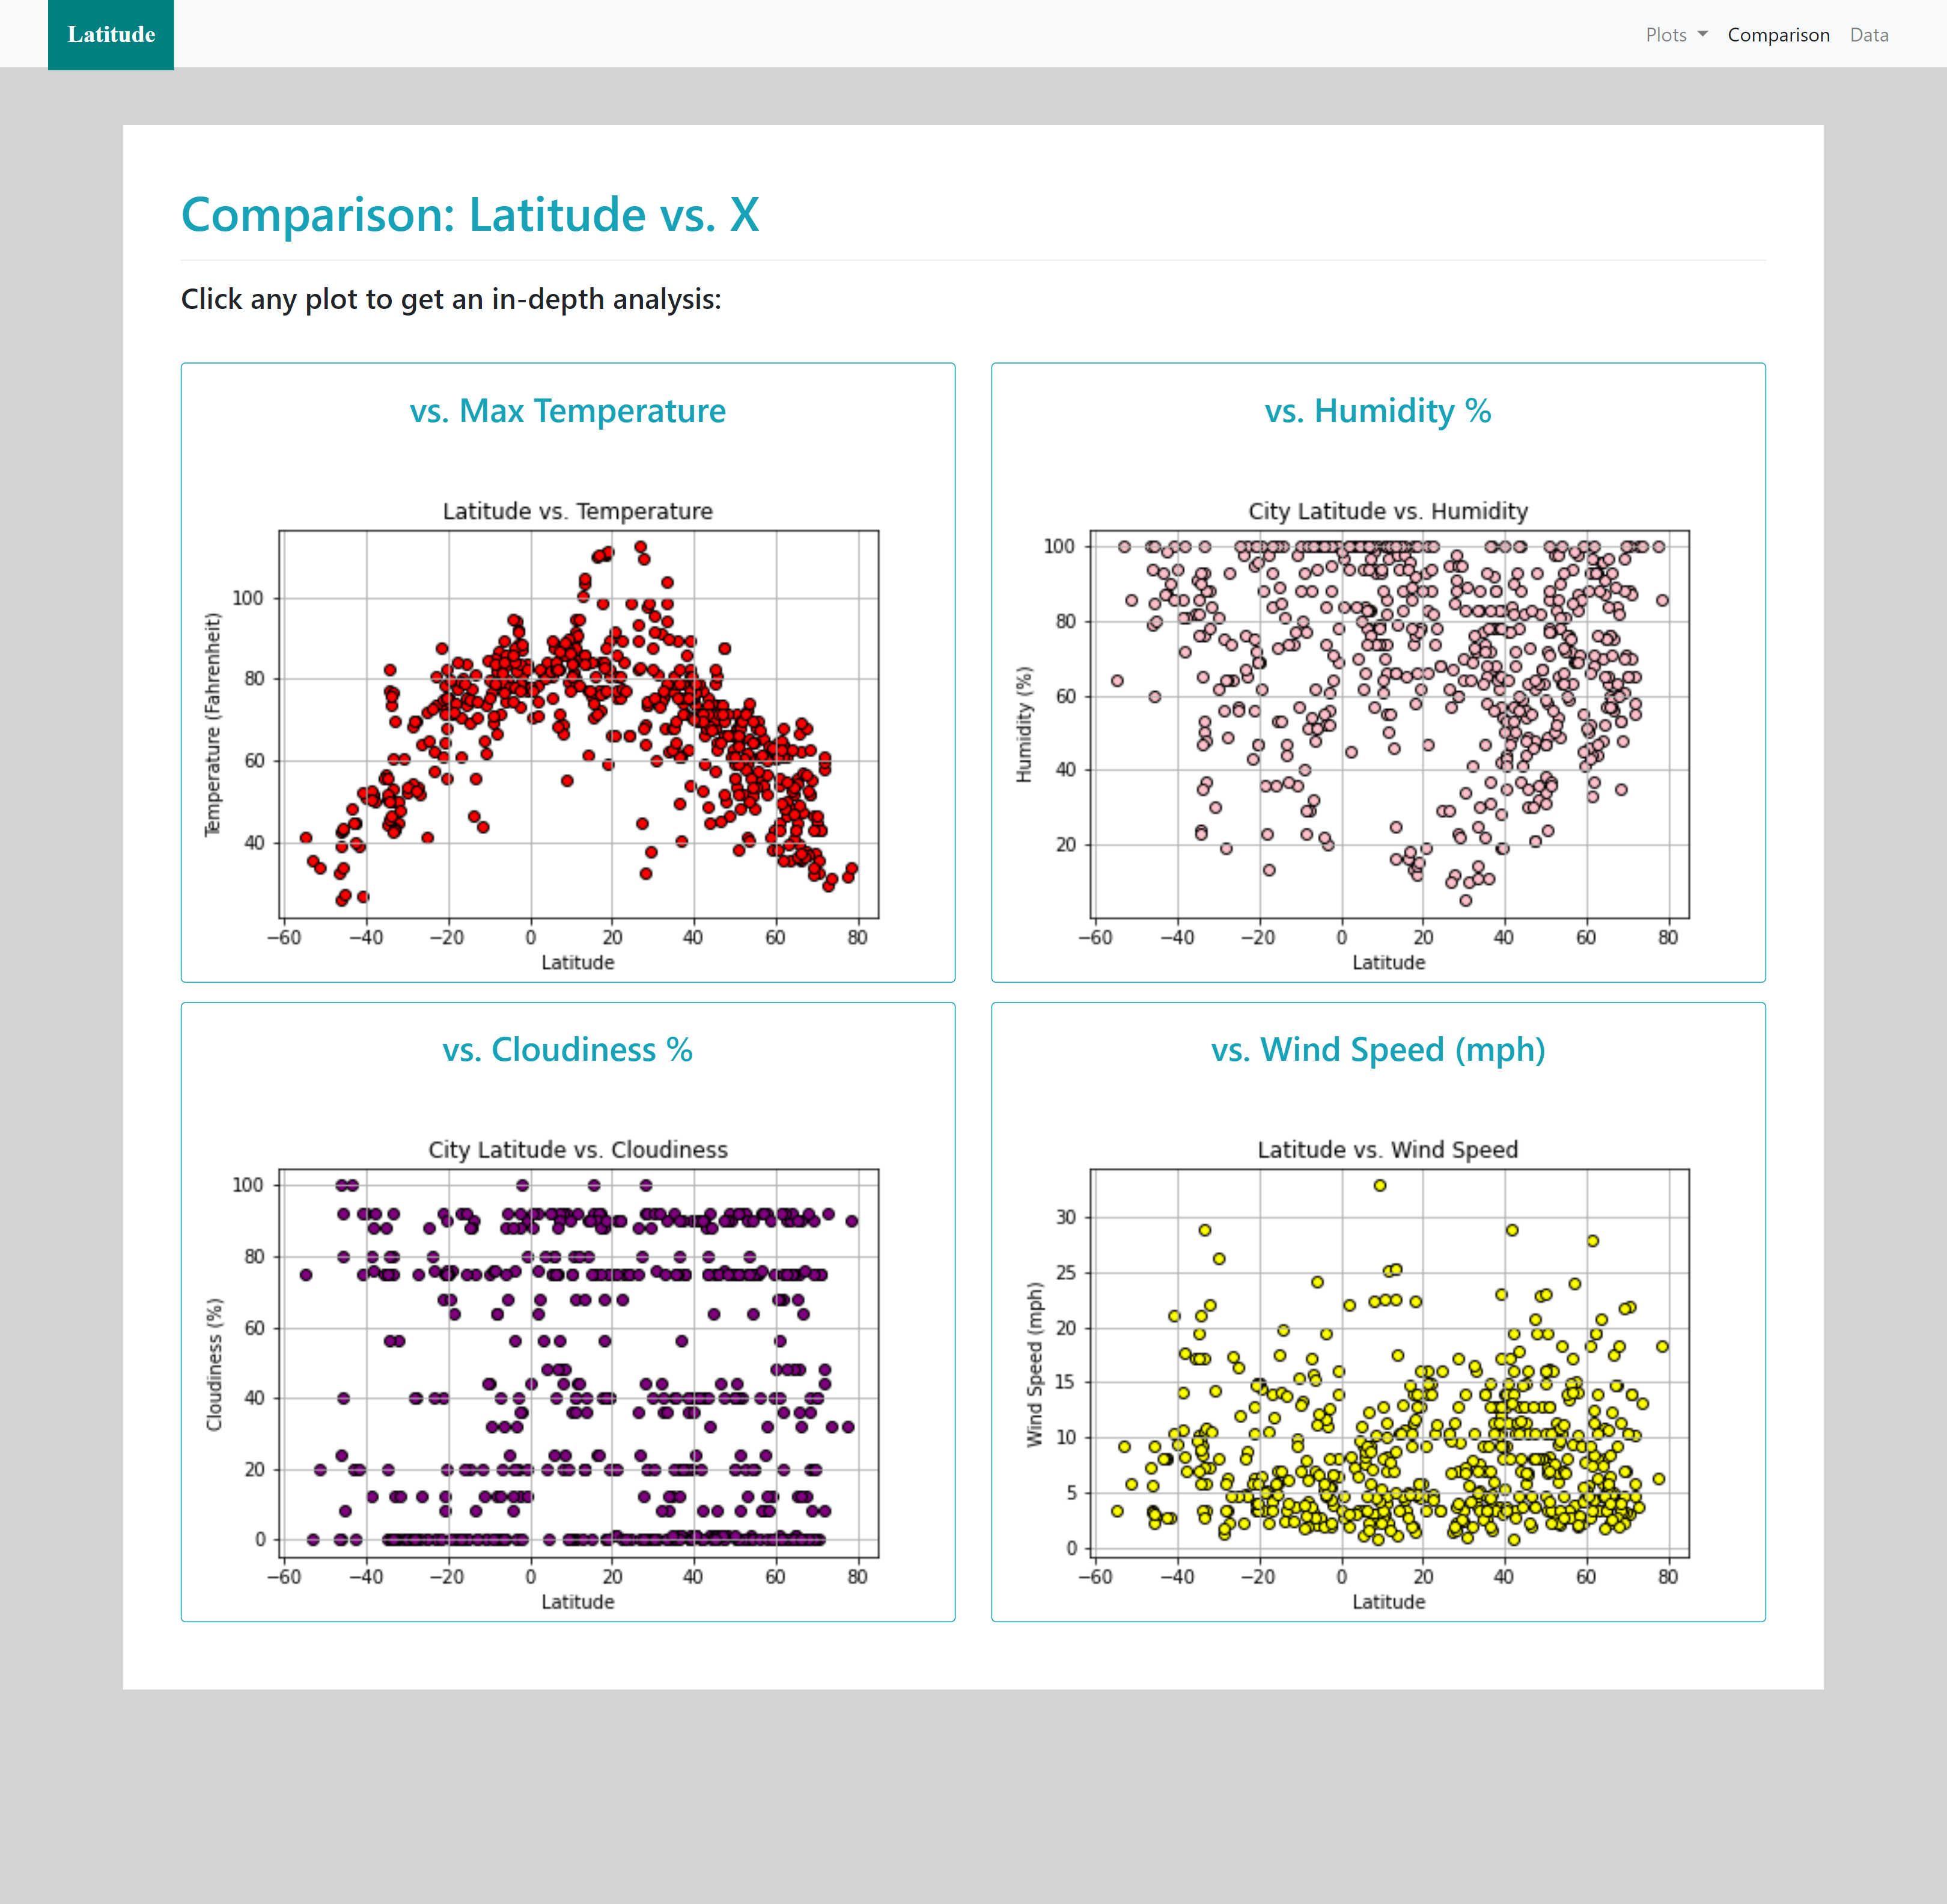 Latitude
Plots Comparison Data
Comparison: Latitude vs. X
Click any plot to get an in-depth analysis:
vs. Max Temperature
Latitude vs. Temperature
Temperature (Fahrenheit)
100
80
60
40
−60 −40 −20 0 20 40 60 80
Latitude
vs. Humidity %
City Latitude vs. Humidity
Humidity (%)
100
80
60
40
20
−60 −40 −20 0 20 40 60 80
Latitude
vs. Cloudiness %
City Latitude vs. Cloudiness
Cloudiness (%)
100
80
60
40
20
0
−60 −40 −20 0 20 40 60 80
Latitude
vs. Wind Speed (mph)
Latitude vs. Wind Speed
Wind Speed (mph)
30
25
20
15
10
5
0
−60 −40 −20 0 20 40 60 80
Latitude